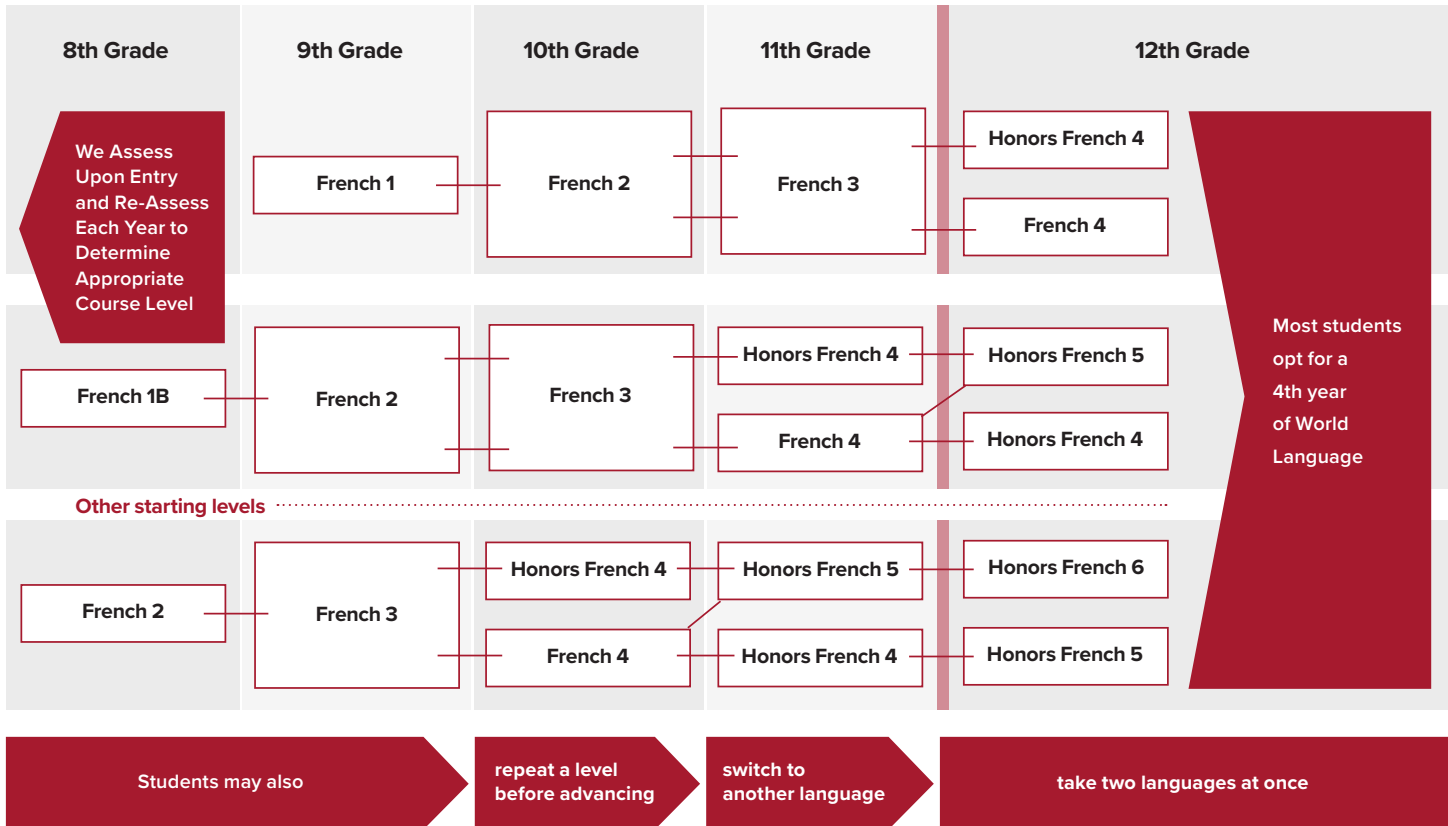 8th Grade
9th Grade
10th Grade
11th Grade
12th Grade
We Assess
Upon Entry
and Re-Assess
Each Year to
Determine
Appropriate
Course Level
French 1
French 2
French 3
Honors French 4
French 4
French 1B
French 2
French 3
Honors French 4
French 4
Honors French 5
Honors French 4
Most students
opt for a
4th year
of World
Language
Other starting levels
French 2
French 3
Honors French 4
French 4
Honors French 5
Honors French 4
Honors French 6
Honors French 5
Students may also
repeat a level
before advancing
switch to
another language
take two languages at once